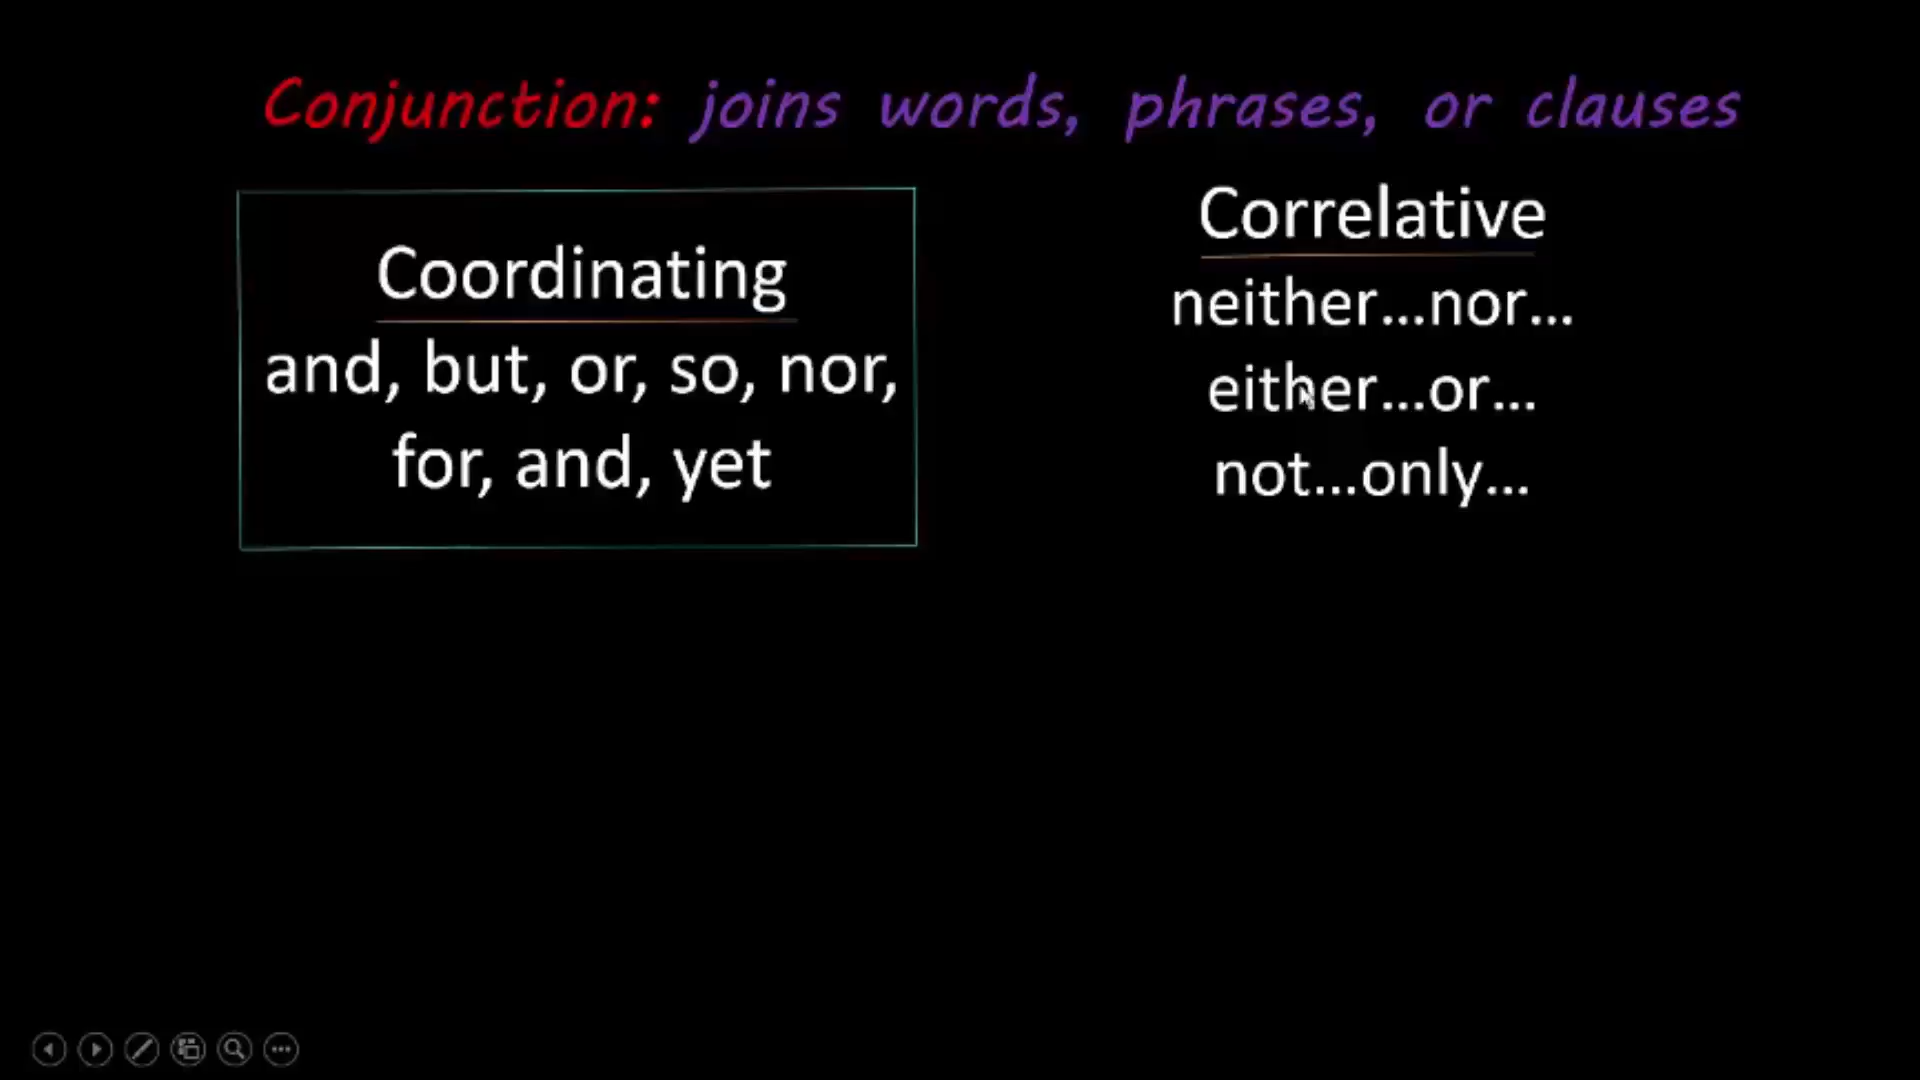 Conjunction: joins words, phrases, or clauses
Coordinating
and, but, or, so, nor,
for, and, yet
Correlative
neither...nor...
either...or...
not...only...